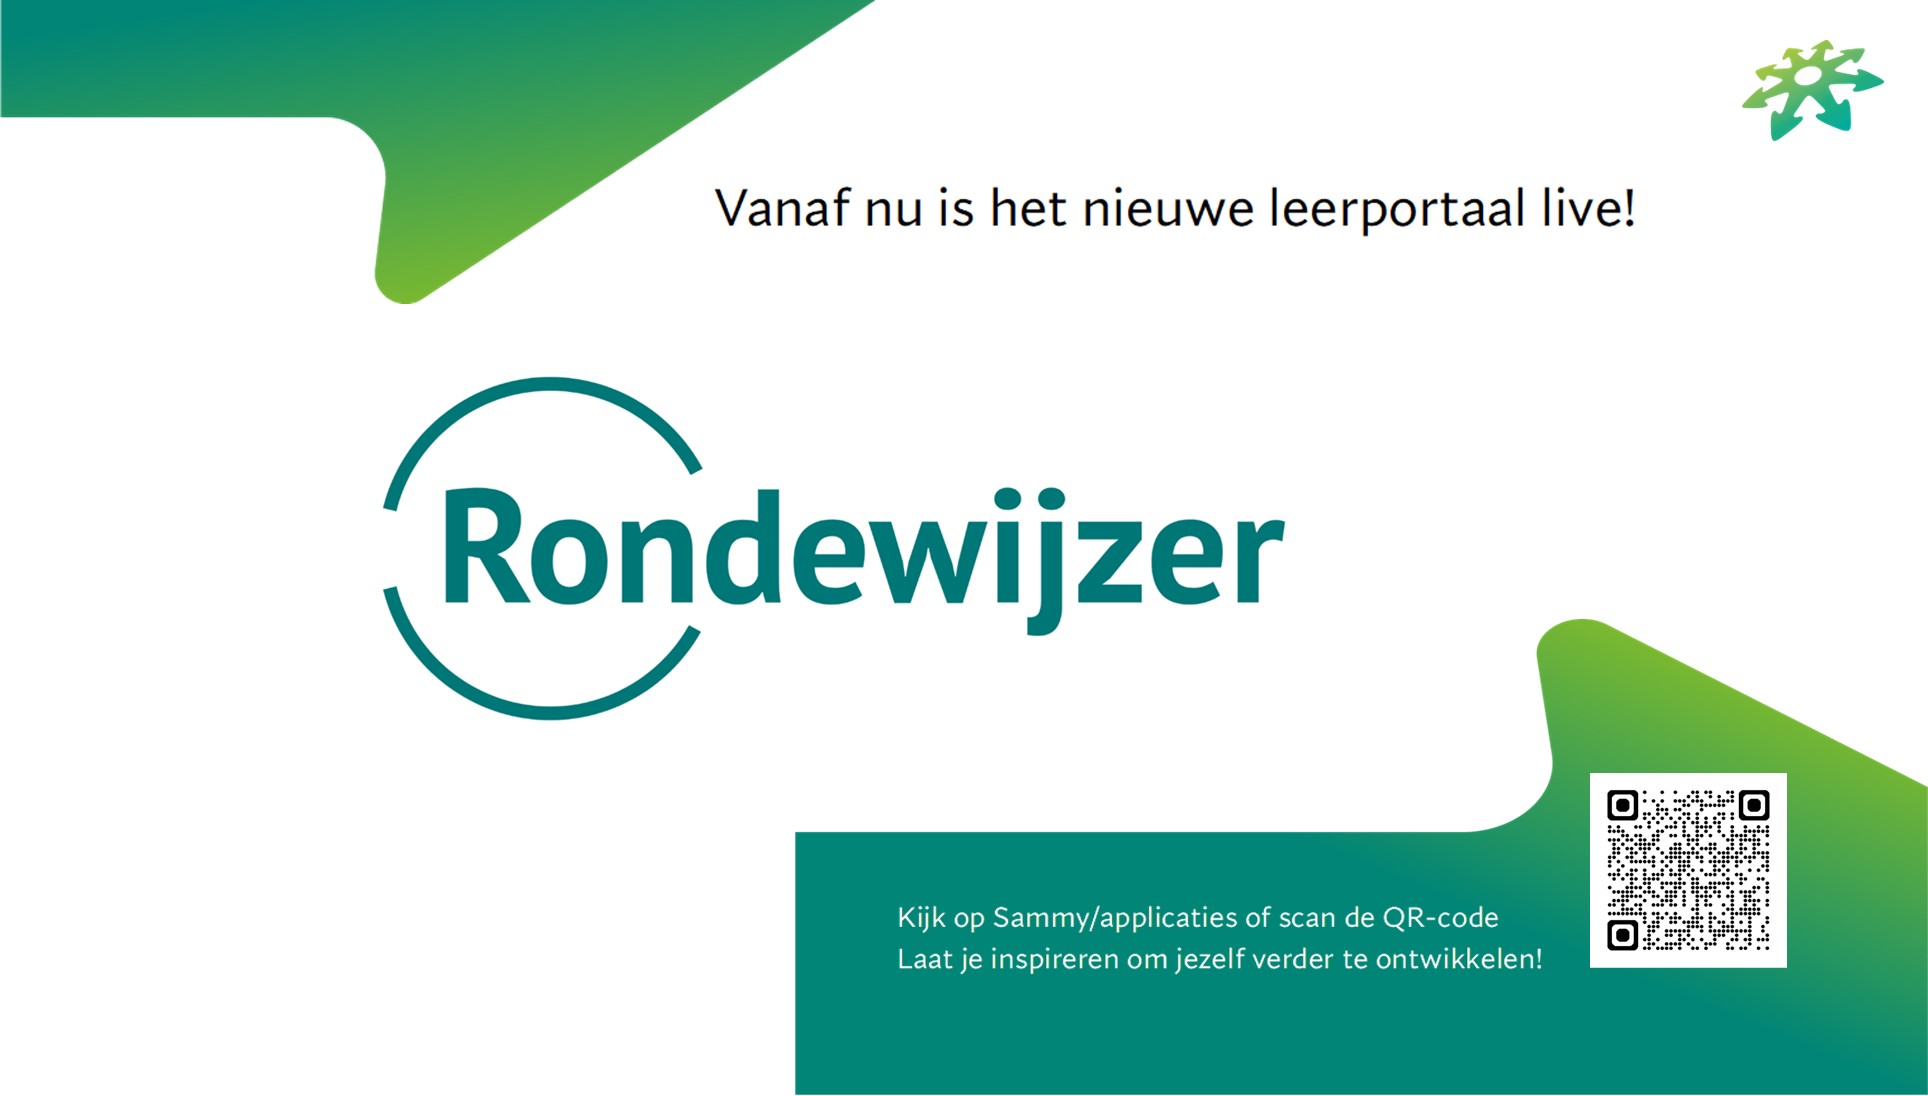 Vanaf nu is het nieuwe leerportaal live!
Rondewijzer
Kijk op Sammy/applicaties of scan de QR-code
Laat je inspireren om jezelf verder te ontwikkelen!